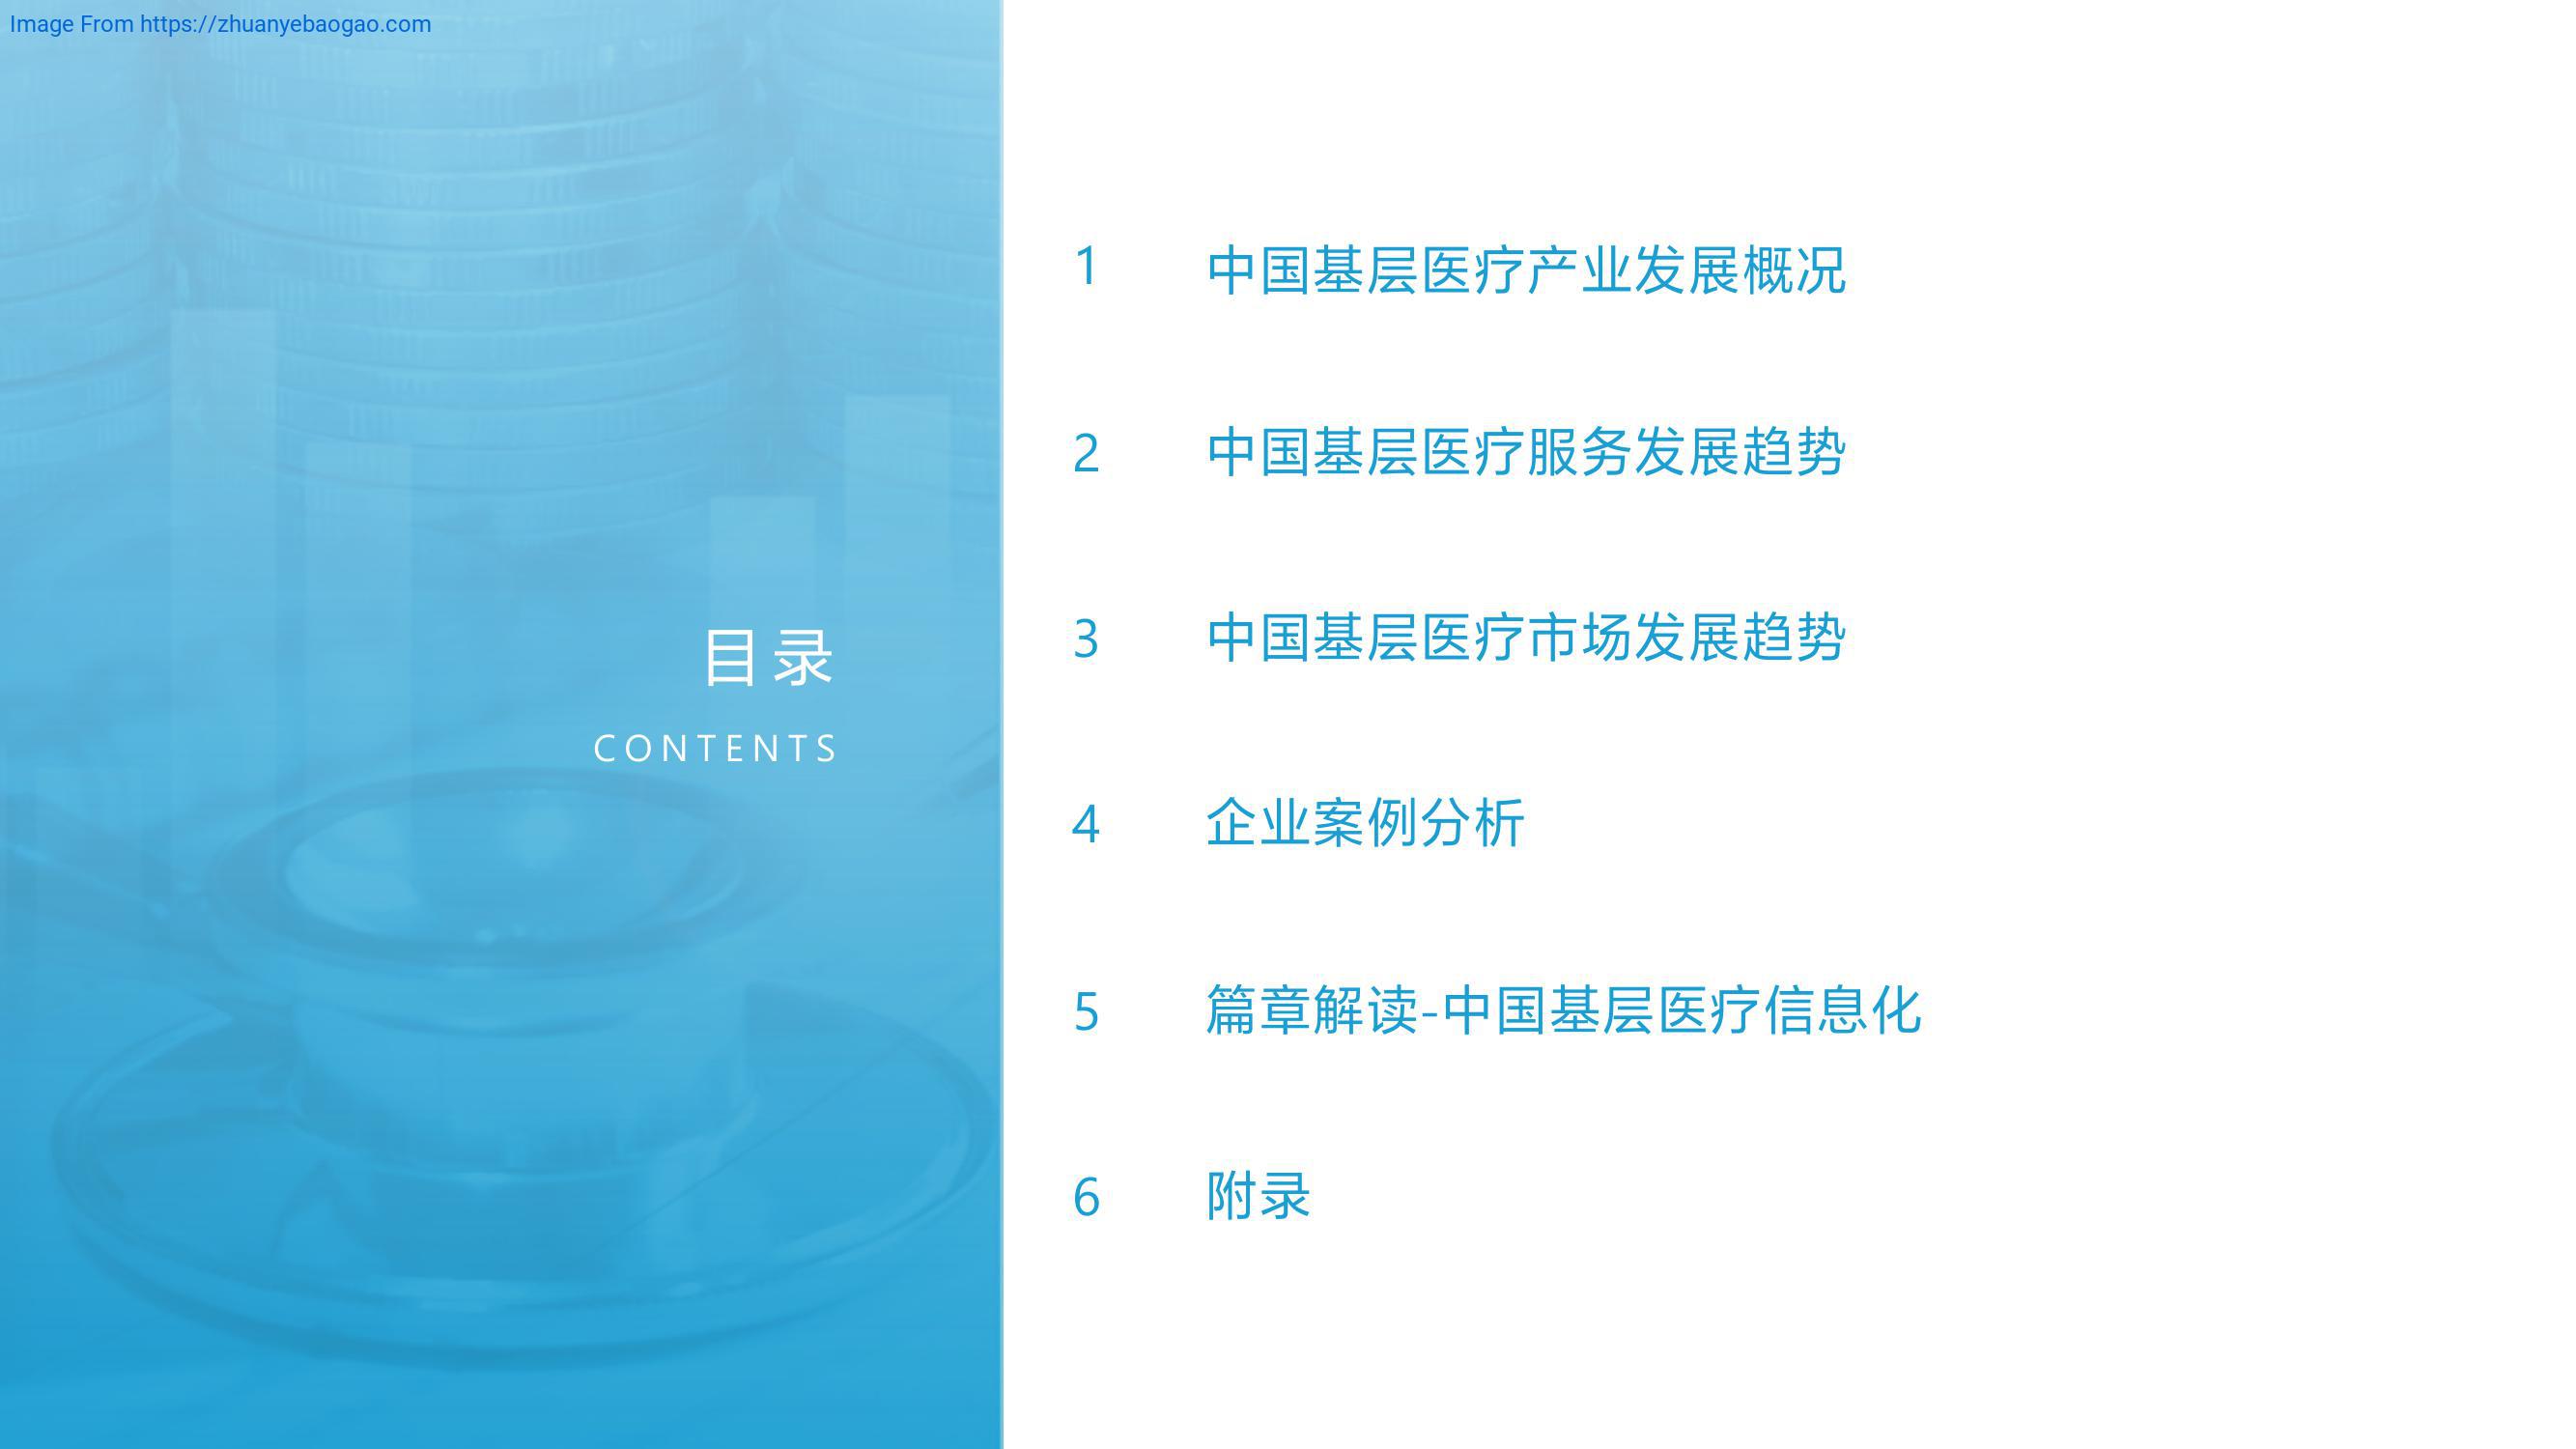 Image From https://zhuanyebaogao.com
目录
CONTENTS
1 中国基层医疗产业发展概况
2 中国基层医疗服务发展趋势
3 中国基层医疗市场发展趋势
4 企业案例分析
5 篇章解读-中国基层医疗信息化
6 附录